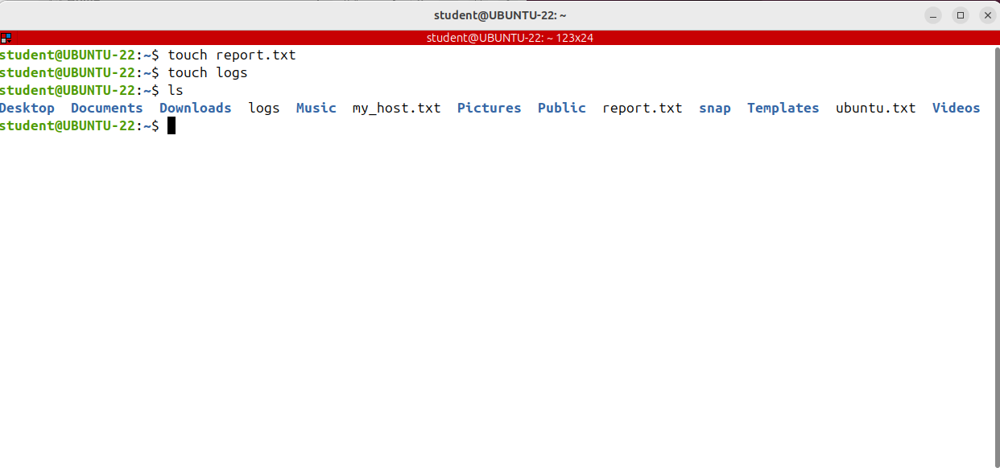 student@UBUNTU-22: ~
student@UBUNTU-22: ~ 123x24
student@UBUNTU-22:~$ touch report.txt
student@UBUNTU-22:~$ touch logs
student@UBUNTU-22:~$ ls
Desktop  Documents  Downloads  logs  Music  my_host.txt  Pictures  Public  report.txt  snap  Templates  ubuntu.txt  Videos
student@UBUNTU-22:~$